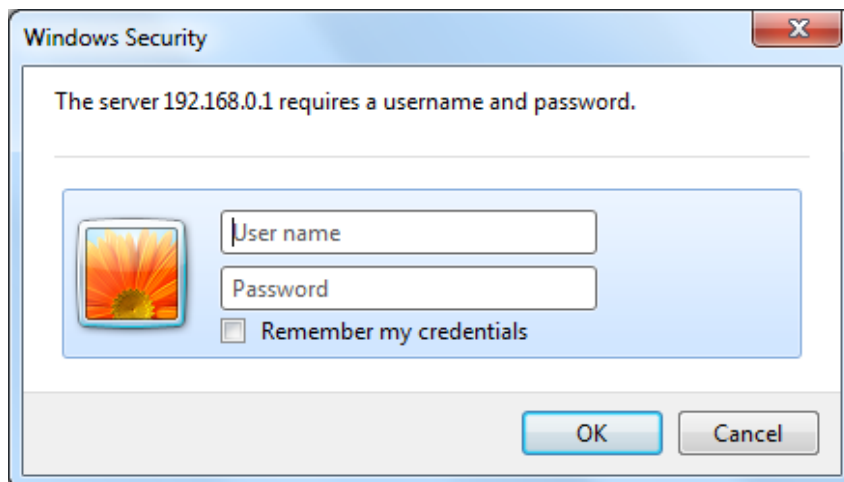 Windows Security
The server 192.168.0.1 requires a username and password.
User name
Password
Remember my credentials
OK
Cancel